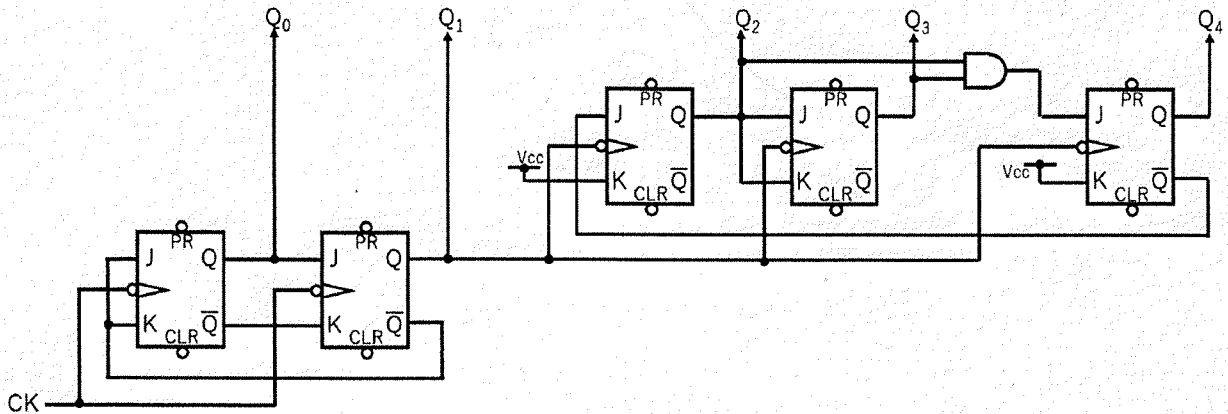 Q0 Q1 Q2 Q3 Q4
PR PR PR
J Q J Q J Q
Vcc Vcc
K Q̅ K Q̅ K Q̅
CLR CLR CLR
PR PR
J Q J Q
K Q̅ K Q̅
CLR CLR
CK